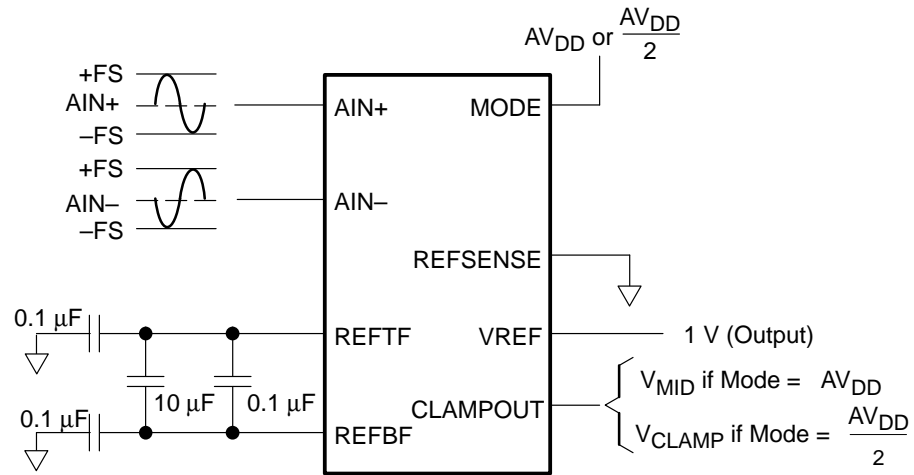 AVDD or AVDD
2
+FS
AIN+
–FS
+FS
AIN–
–FS
AIN+
MODE
AIN–
REFSENSE
0.1 μF
REFTF
VREF
1 V (Output)
10 μF
0.1 μF
VMID if Mode = AVDD
CLAMPOUT
0.1 μF
REFBF
VCLAMP if Mode = AVDD
2